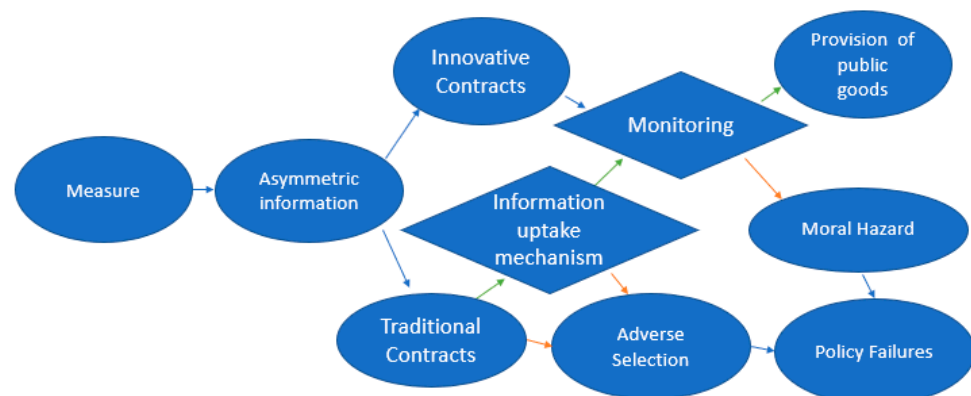 Measure
Asymmetric
information
Innovative
Contracts
Monitoring
Provision of
public
goods
Information
uptake
mechanism
Moral Hazard
Traditional
Contracts
Adverse
Selection
Policy Failures